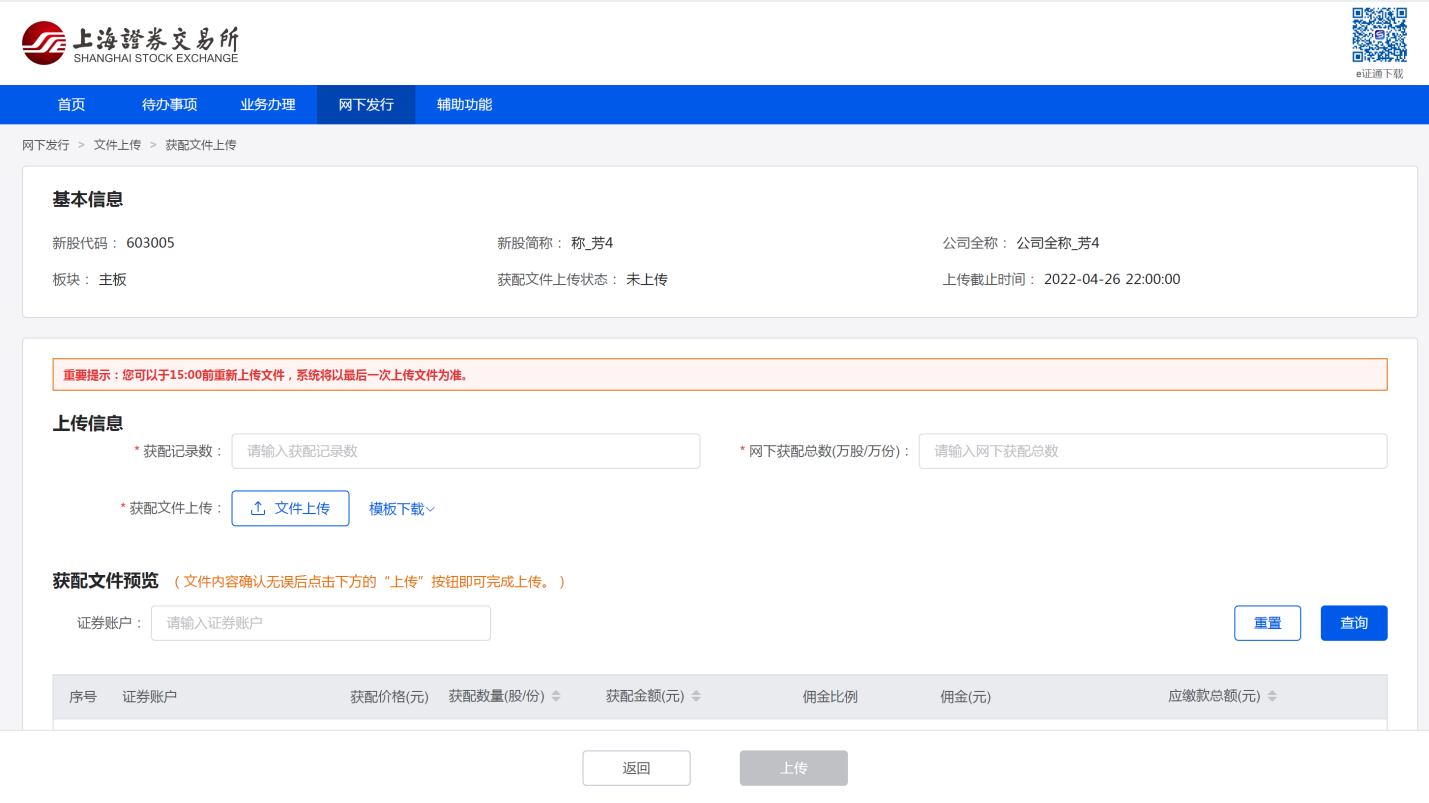 上海證券交易所
SHANGHAI STOCK EXCHANGE
e证通下载
首页 待办事项 业务办理 网下发行 辅助功能
网下发行 > 文件上传 > 获配文件上传
基本信息
新股代码： 603005 新股简称： 称_芳4 公司全称： 公司全称_芳4
板块： 主板 获配文件上传状态： 未上传 上传截止时间： 2022-04-26 22:00:00
重要提示：您可以于15:00前重新上传文件，系统将以最后一次上传文件为准。
上传信息
* 获配记录数： 请输入获配记录数 * 网下获配总数(万股/万份)： 请输入网下获配总数
* 获配文件上传： 文件上传 模板下载
获配文件预览 （文件内容确认无误后点击下方的“上传”按钮即可完成上传。）
证券账户： 请输入证券账户 重置 查询
序号 证券账户 获配价格(元) 获配数量(股/份) 获配金额(元) 佣金比例 佣金(元) 应缴款总额(元)
返回 上传